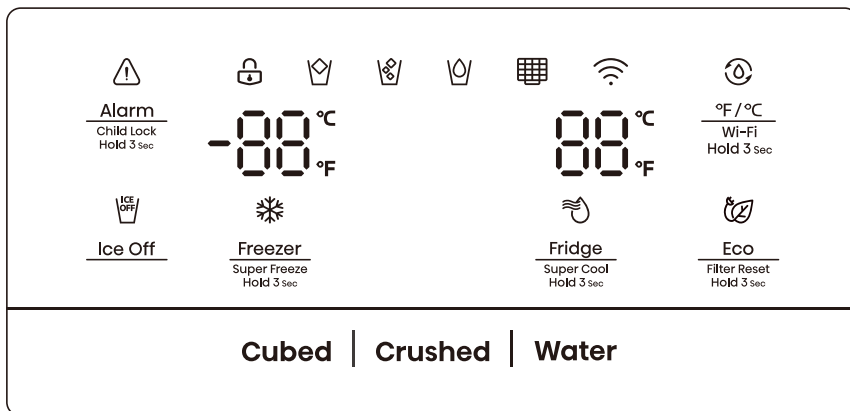 Alarm
Child Lock
Hold 3 Sec
-88 °C
°F
88 °C
°F
°F/°C
Wi-Fi
Hold 3 Sec
ICE
OFF
Ice Off
Freezer
Super Freeze
Hold 3 Sec
Fridge
Super Cool
Hold 3 Sec
Eco
Filter Reset
Hold 3 Sec
Cubed | Crushed | Water